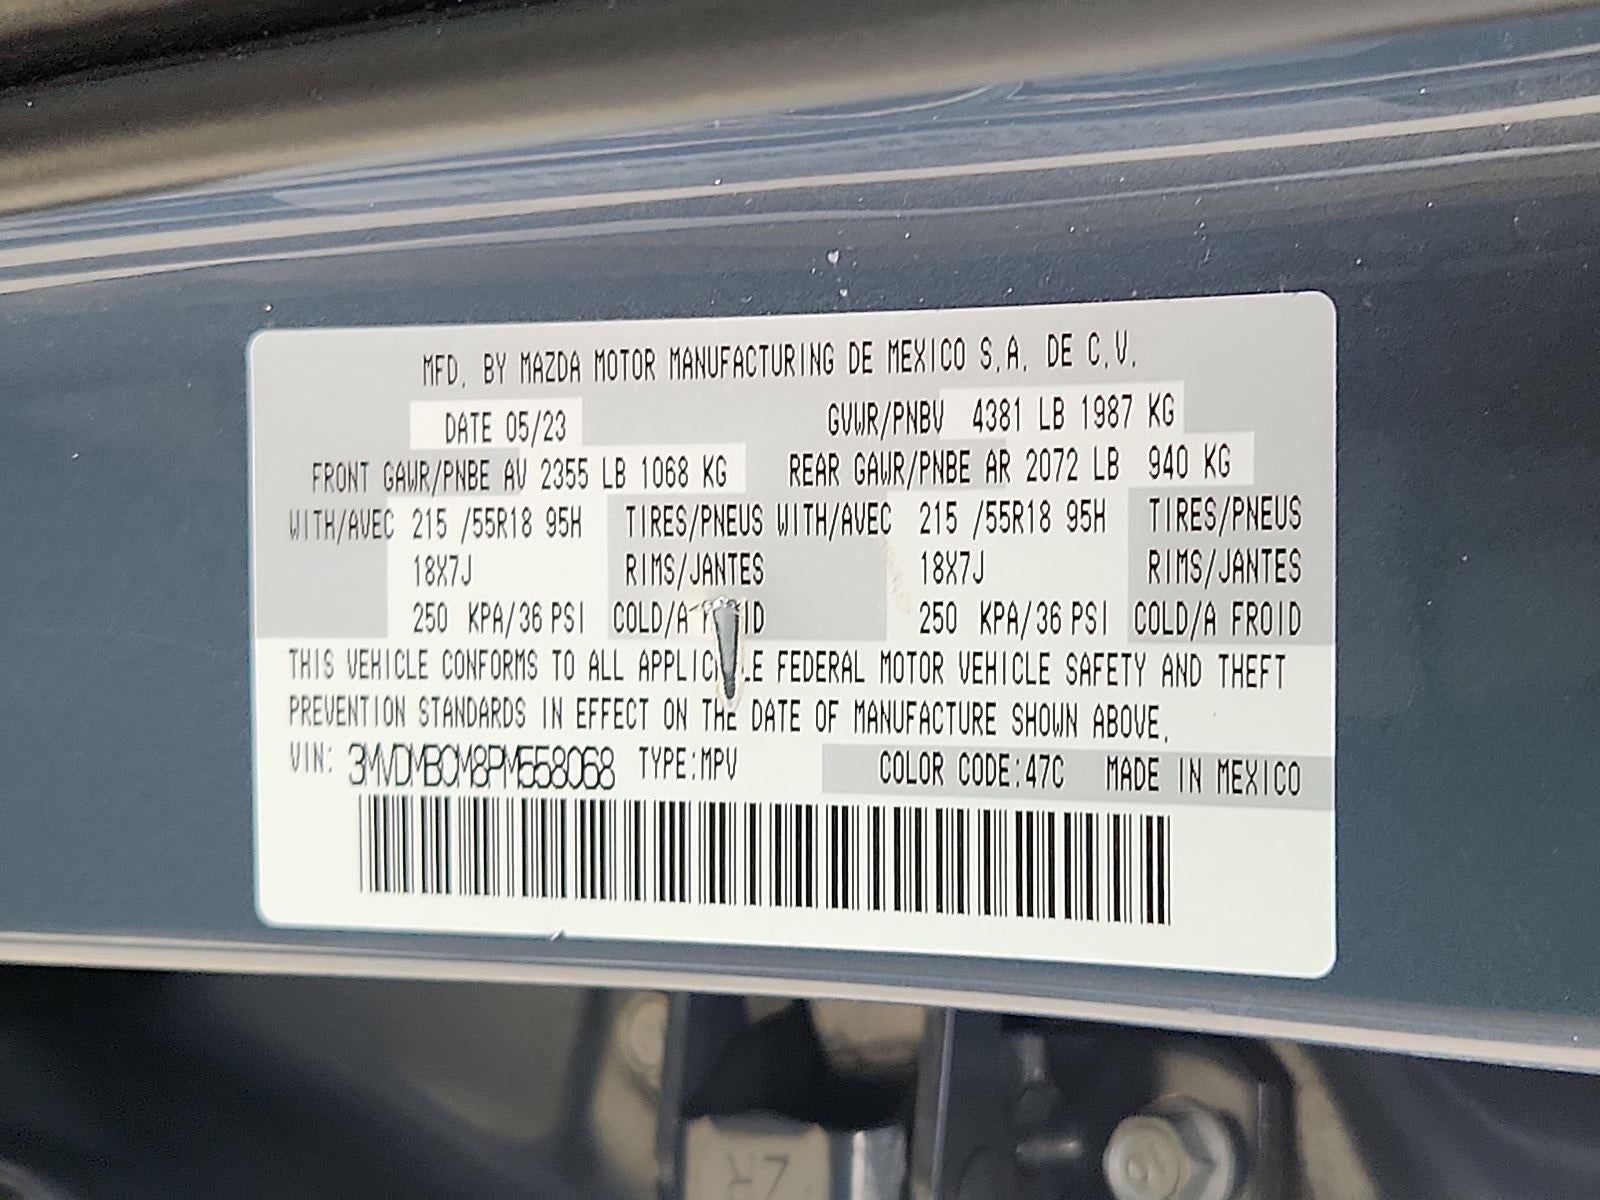 MFD. BY MAZDA MOTOR MANUFACTURING DE MEXICO S.A. DE C.V.
DATE 05/23 GVWR/PNBV 4381 LB 1987 KG
FRONT GAWR/PNBE AV 2355 LB 1068 KG REAR GAWR/PNBE AR 2072 LB 940 KG
WITH/AVEC 215 /55R18 95H TIRES/PNEUS WITH/AVEC 215 /55R18 95H TIRES/PNEUS
18X7J RIMS/JANTES 18X7J RIMS/JANTES
250 KPA/36 PSI COLD/A 250 KPA/36 PSI COLD/A FROID
THIS VEHICLE CONFORMS TO ALL FEDERAL MOTOR VEHICLE SAFETY AND THEFT
PREVENTION STANDARDS IN EFFECT ON THE DATE OF MANUFACTURE SHOWN ABOVE.
VIN: 3MVDMBCM8PM558068 TYPE:MPV COLOR CODE:47C MADE IN MEXICO